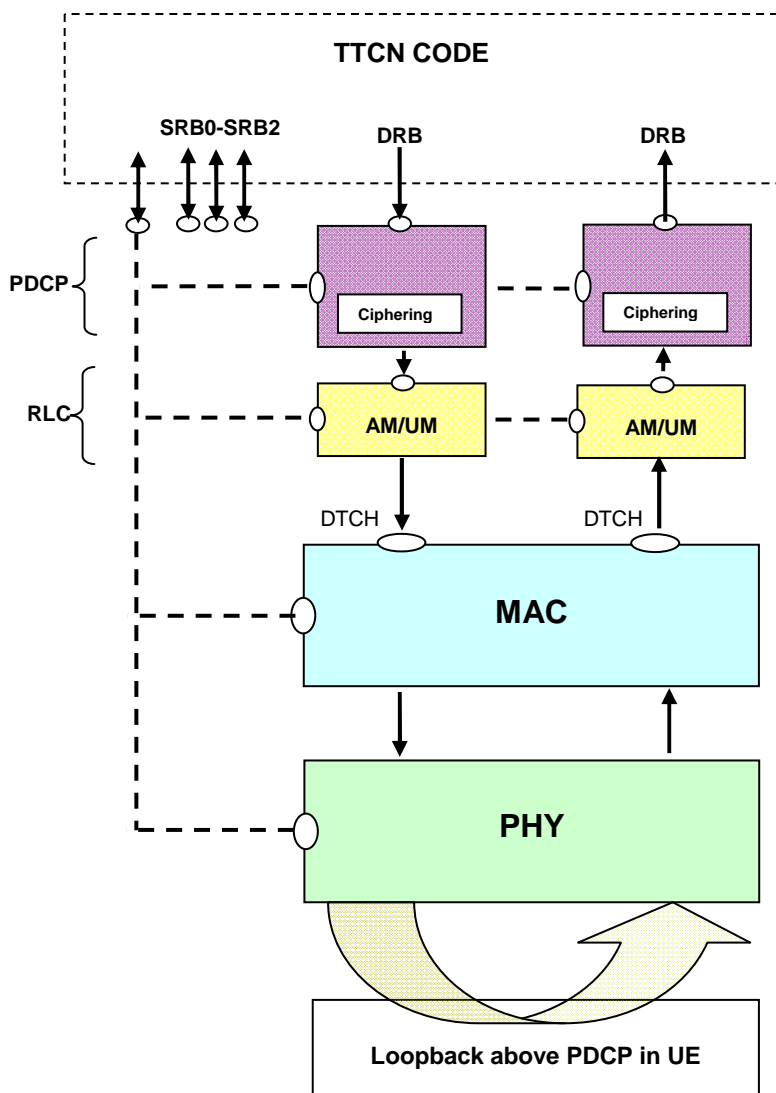 TTCN CODE
SRB0-SRB2
DRB
DRB
PDCP
Ciphering
Ciphering
RLC
AM/UM
AM/UM
DTCH
DTCH
MAC
PHY
Loopback above PDCP in UE